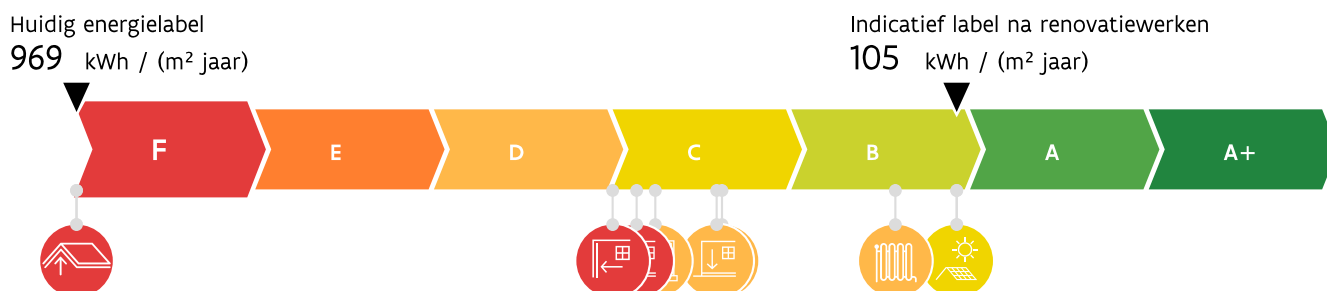 Huidig energielabel
969 kWh / (m² jaar)
Indicatief label na renovatiewerken
105 kWh / (m² jaar)
F E D C B A A+